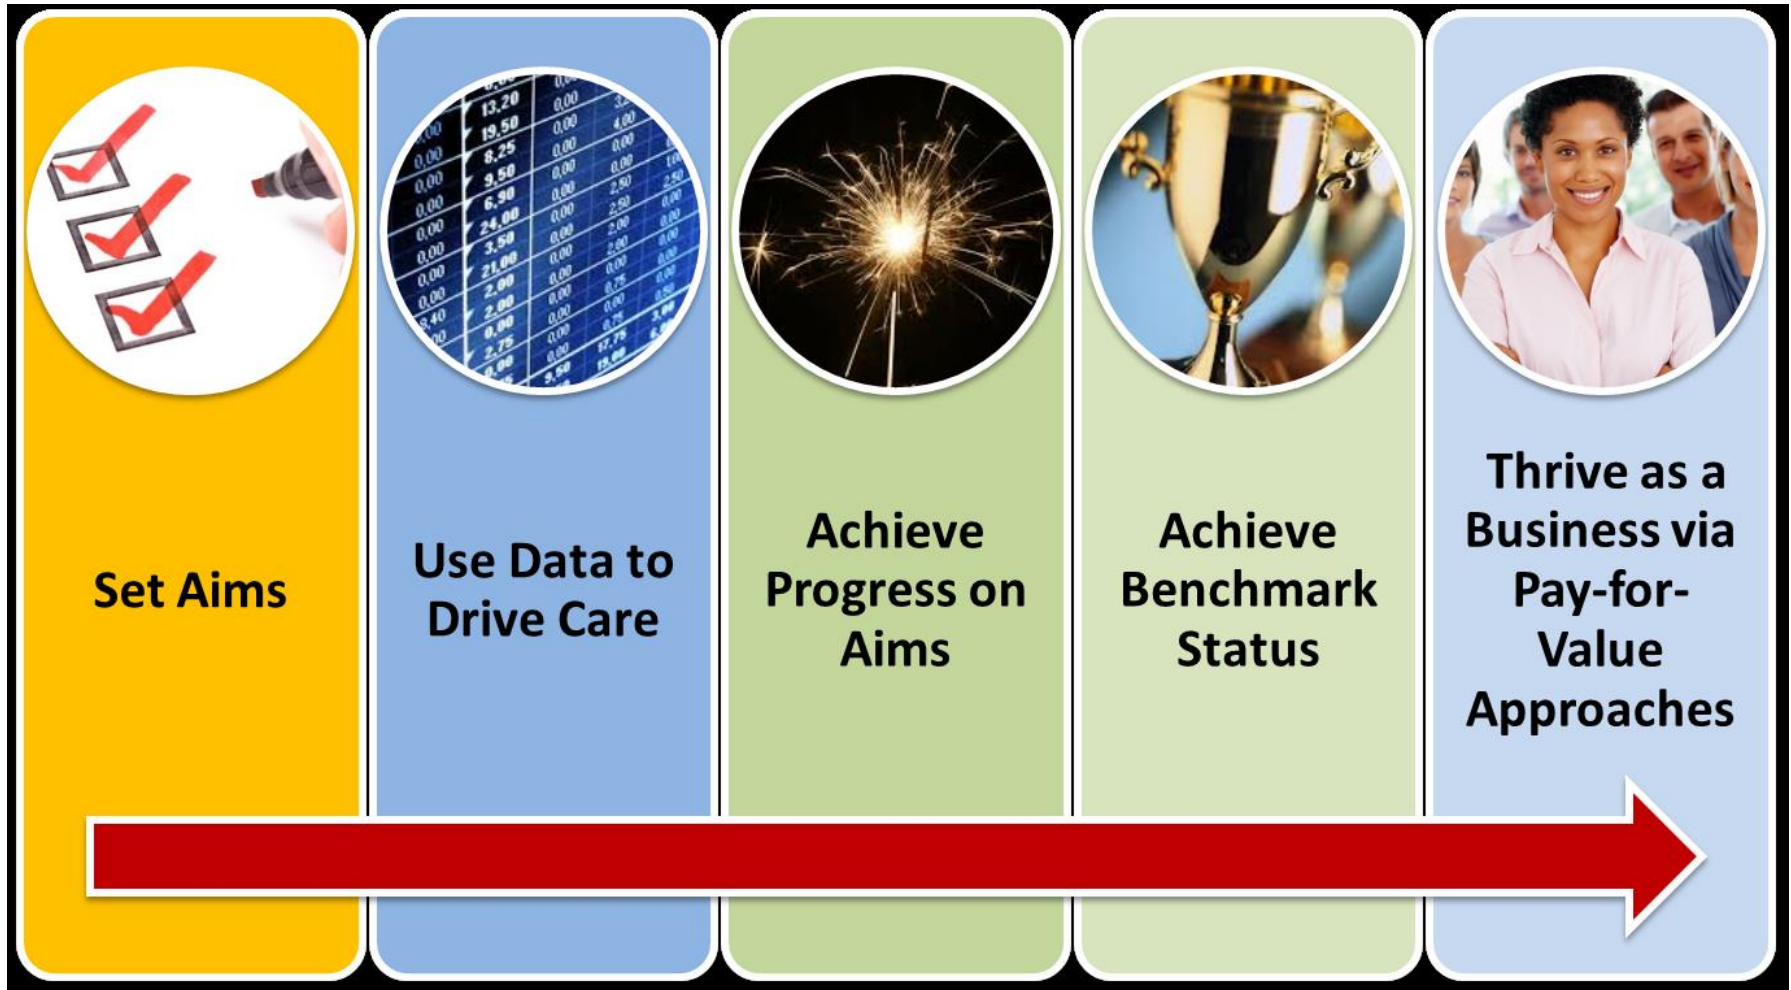 Set Aims
Use Data to
Drive Care
Achieve
Progress on
Aims
Achieve
Benchmark
Status
Thrive as a
Business via
Pay-for-
Value
Approaches